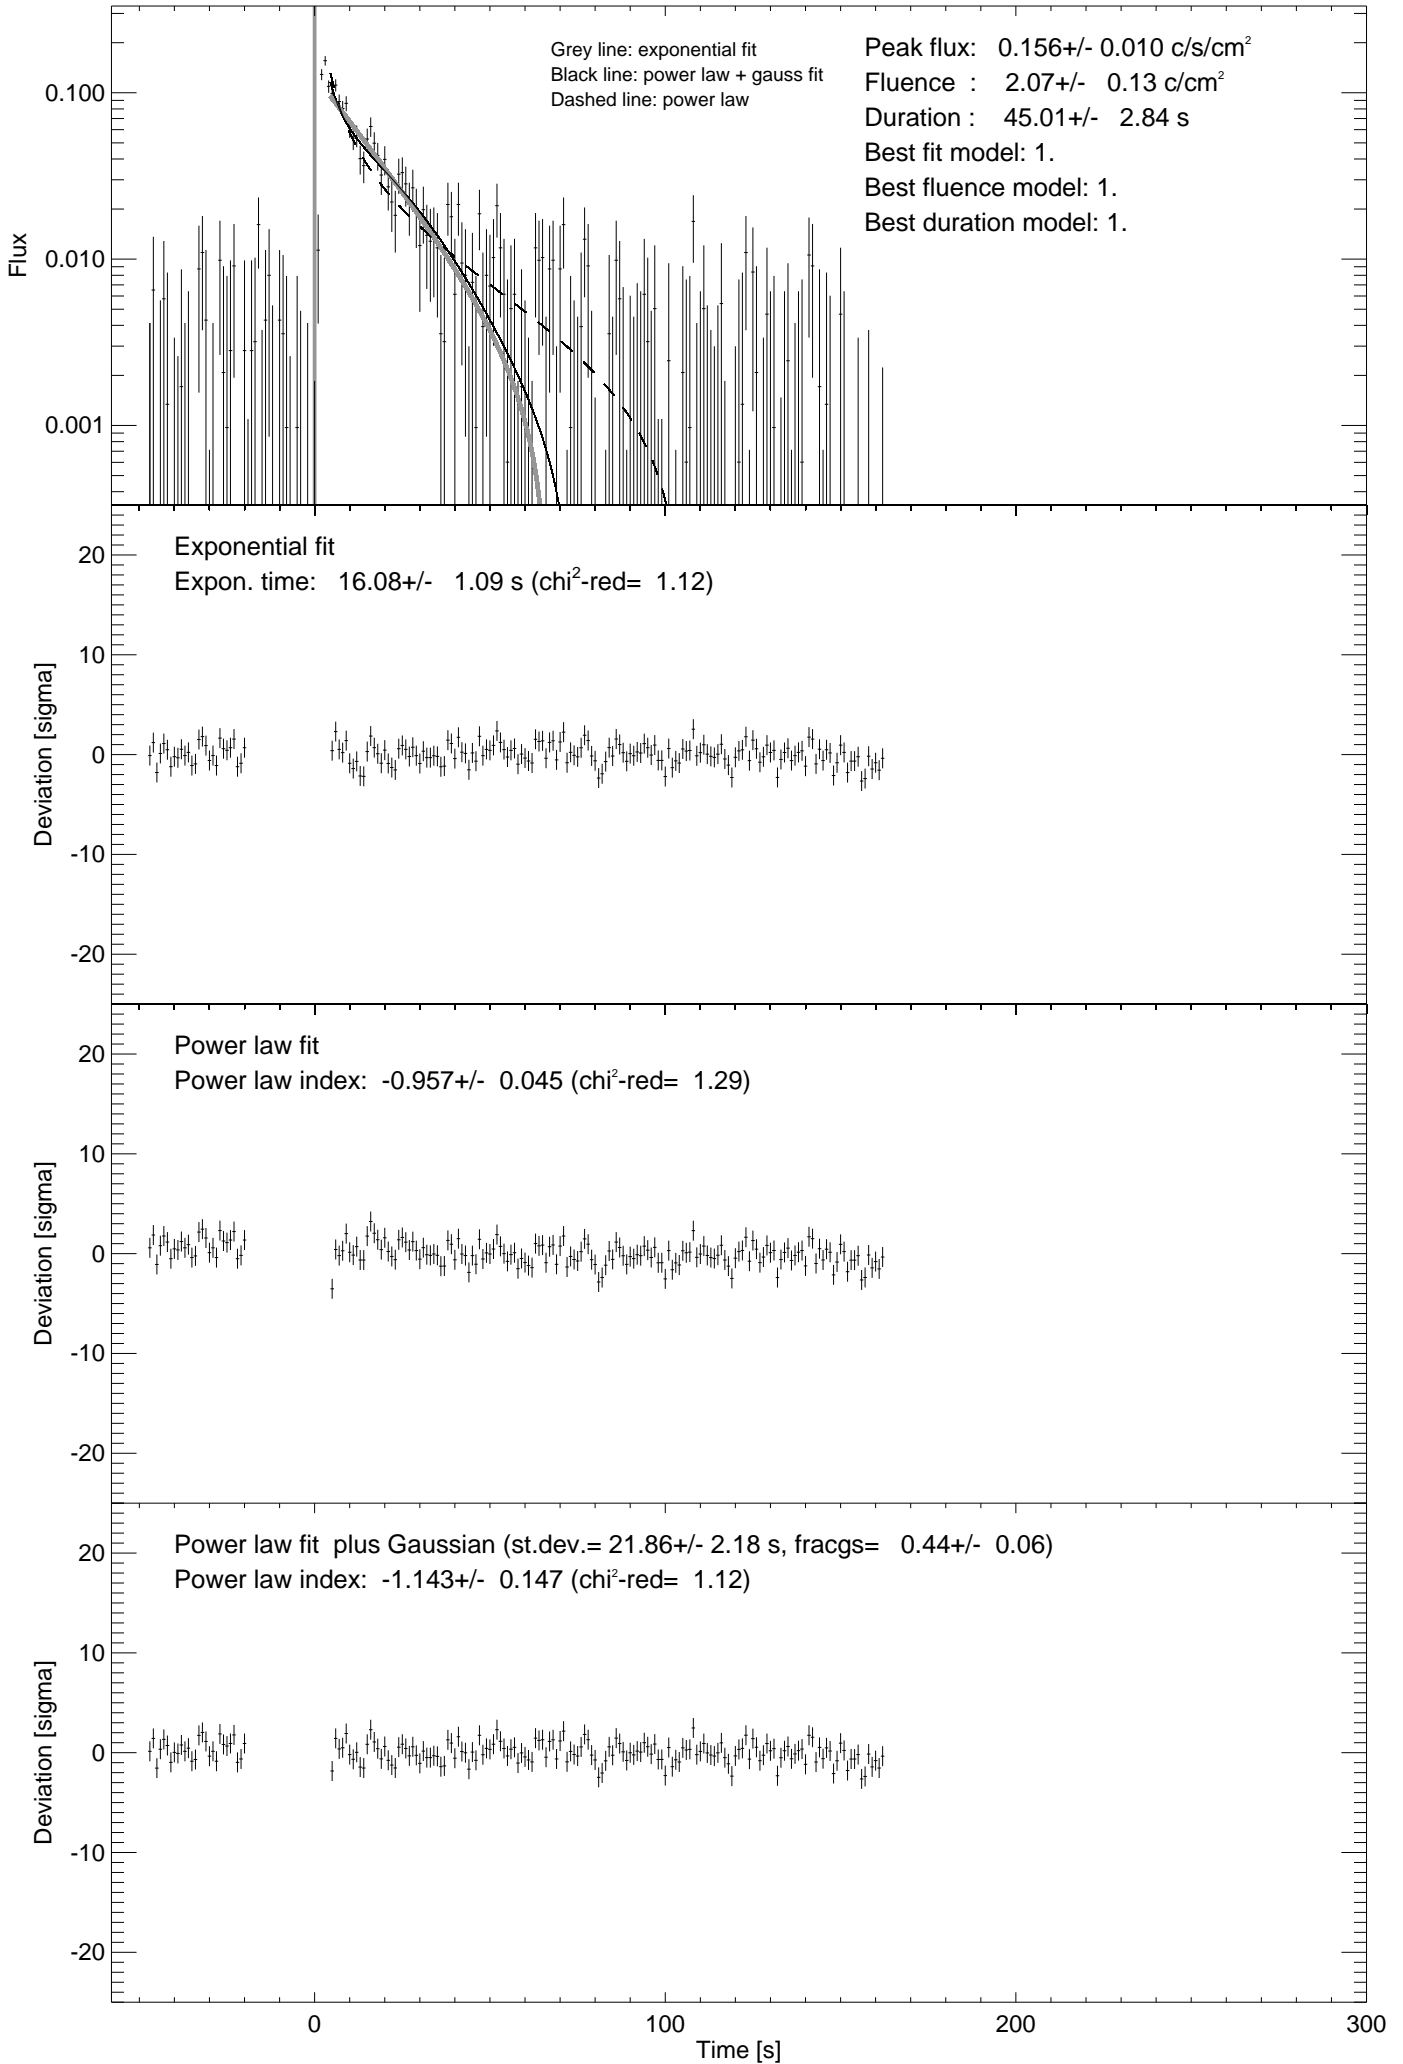 Grey line: exponential fit
Black line: power law + gauss fit
Dashed line: power law
Peak flux: 0.156+/- 0.010 c/s/cm²
Fluence : 2.07+/- 0.13 c/cm²
Duration : 45.01+/- 2.84 s
Best fit model: 1.
Best fluence model: 1.
Best duration model: 1.
Flux
0.100
0.010
0.001
Exponential fit
Expon. time: 16.08+/- 1.09 s (chi²-red= 1.12)
Deviation [sigma]
20
10
0
-10
-20
Power law fit
Power law index: -0.957+/- 0.045 (chi²-red= 1.29)
Deviation [sigma]
20
10
0
-10
-20
Power law fit plus Gaussian (st.dev.= 21.86+/- 2.18 s, fracgs= 0.44+/- 0.06)
Power law index: -1.143+/- 0.147 (chi²-red= 1.12)
Deviation [sigma]
20
10
0
-10
-20
0 100 200 300
Time [s]